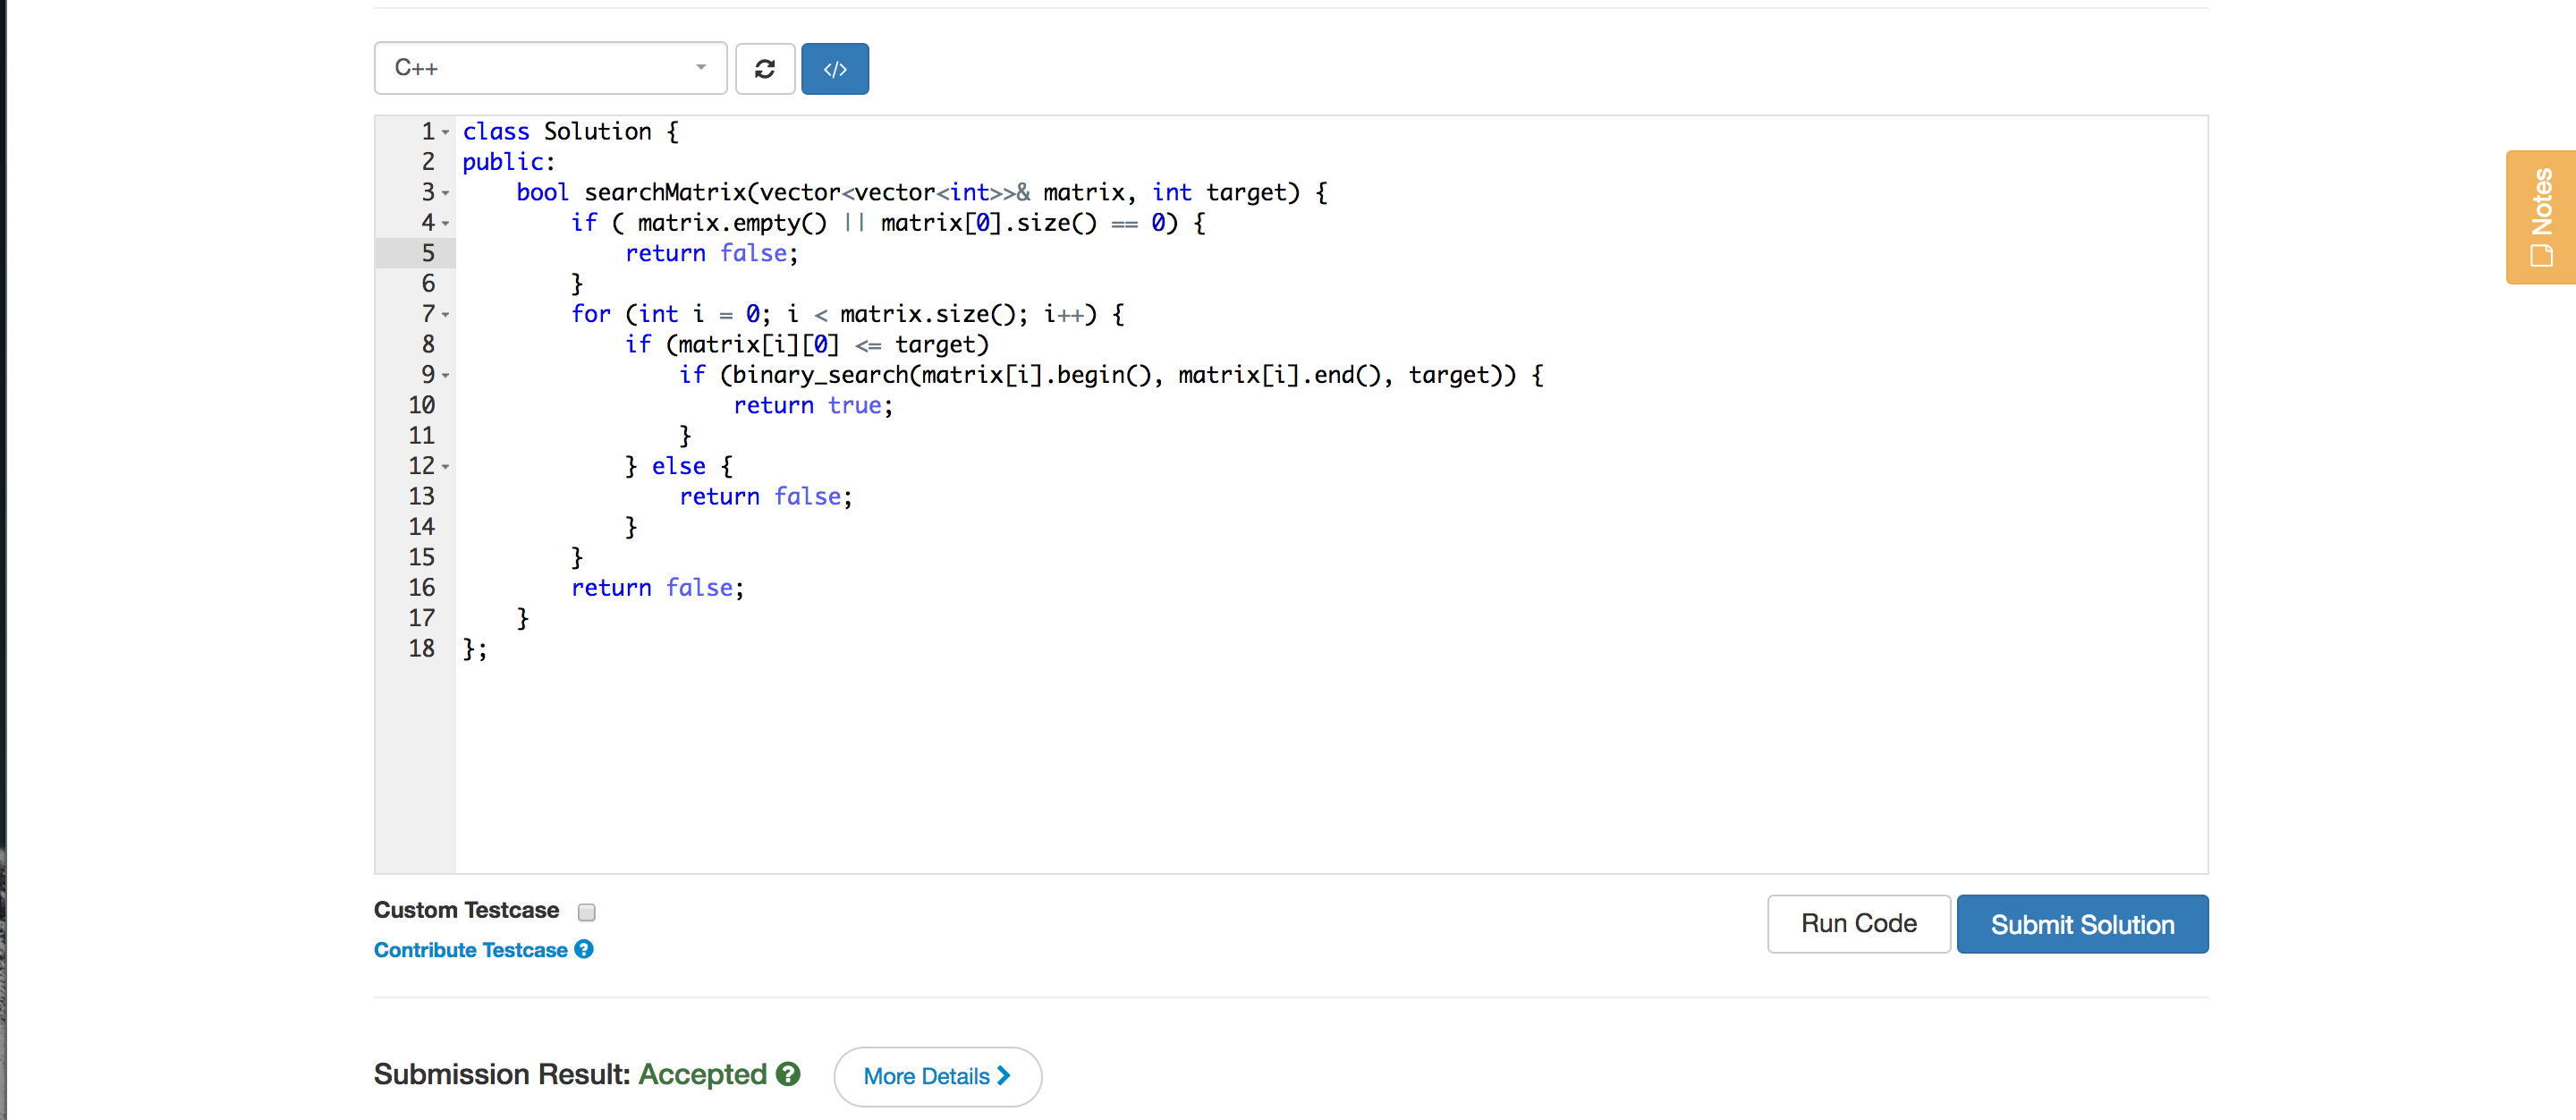 C++
</>
1 class Solution {
2 public:
3     bool searchMatrix(vector<vector<int>>& matrix, int target) {
4         if ( matrix.empty() || matrix[0].size() == 0) {
5             return false;
6         }
7         for (int i = 0; i < matrix.size(); i++) {
8             if (matrix[i][0] <= target)
9                 if (binary_search(matrix[i].begin(), matrix[i].end(), target)) {
10                     return true;
11                 }
12             } else {
13                 return false;
14             }
15         }
16         return false;
17     }
18 };
Notes
Custom Testcase
Contribute Testcase ?
Run Code
Submit Solution
Submission Result: Accepted ?
More Details